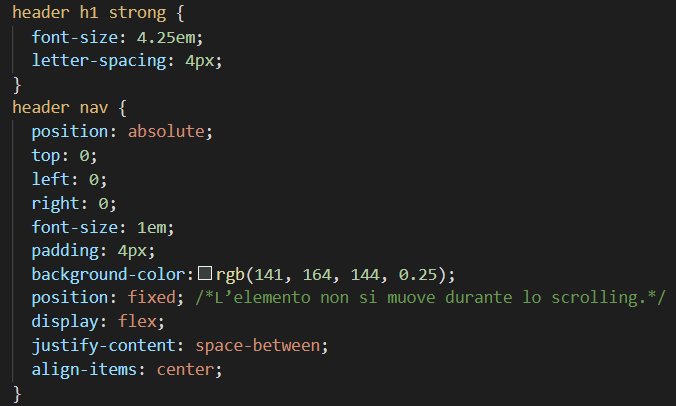 header h1 strong {
font-size: 4.25em;
letter-spacing: 4px;
}
header nav {
position: absolute;
top: 0;
left: 0;
right: 0;
font-size: 1em;
padding: 4px;
background-color: rgb(141, 164, 144, 0.25);
position: fixed; /*L’elemento non si muove durante lo scrolling.*/
display: flex;
justify-content: space-between;
align-items: center;
}